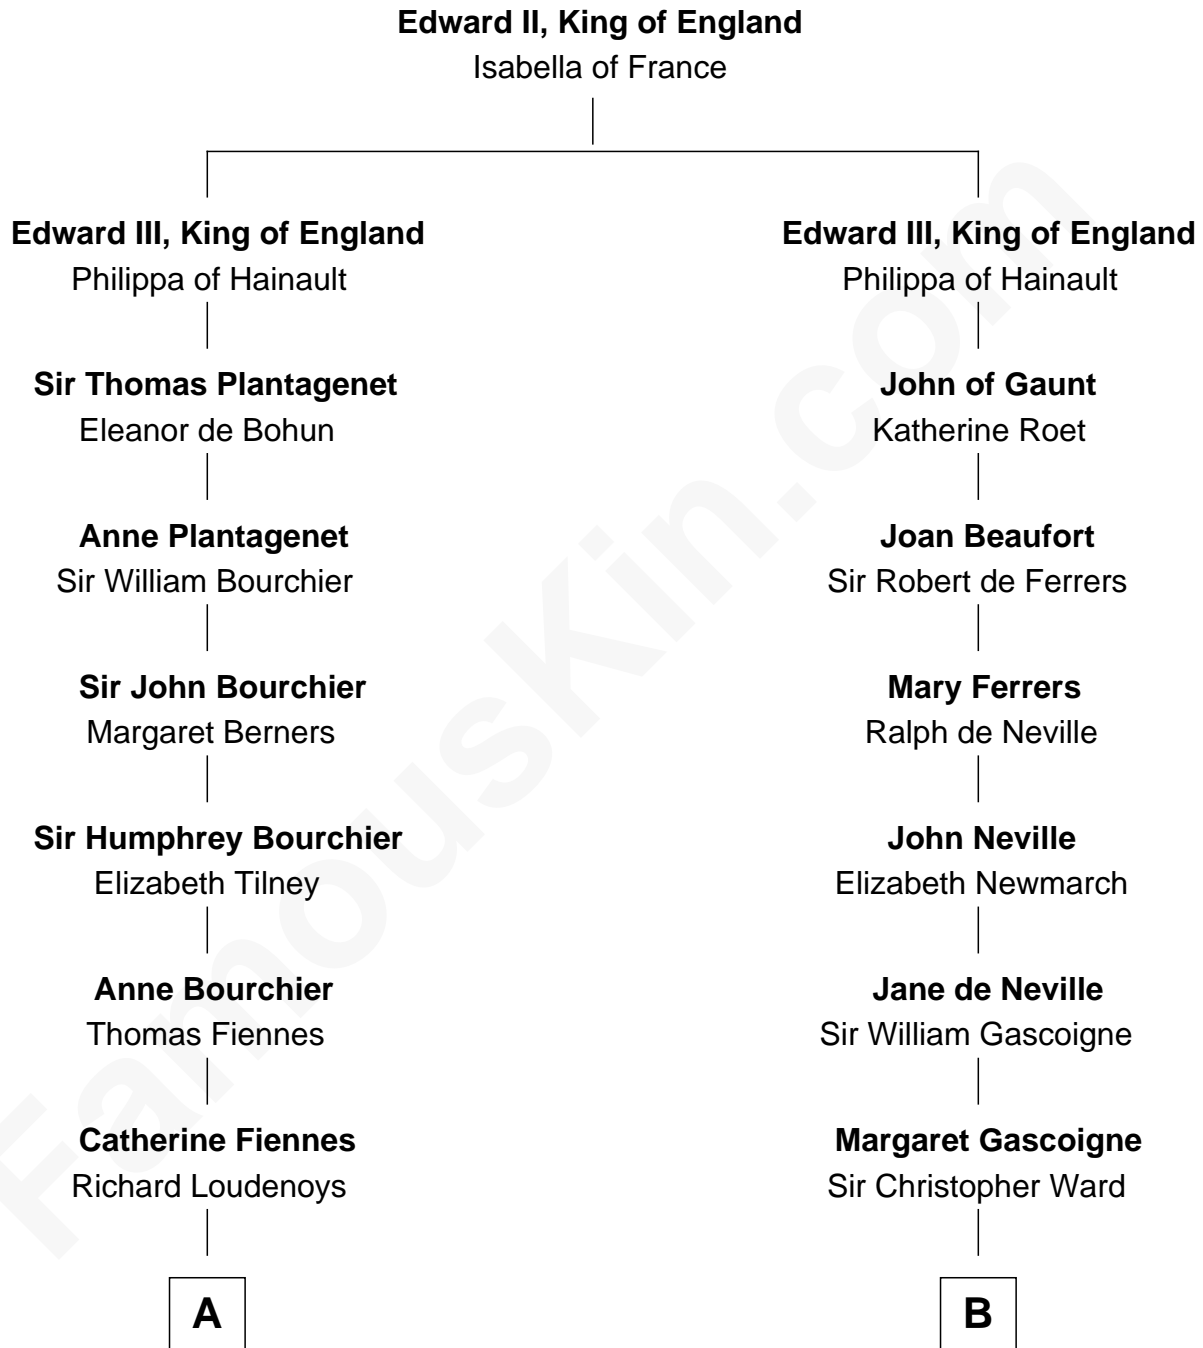 Edward II, King of England
Isabella of France
Edward III, King of England
Philippa of Hainault
Sir Thomas Plantagenet
Eleanor de Bohun
Anne Plantagenet
Sir William Bourchier
Sir John Bourchier
Margaret Berners
Sir Humphrey Bourchier
Elizabeth Tilney
Anne Bourchier
Thomas Fiennes
Catherine Fiennes
Richard Loudenoys
A
Edward III, King of England
Philippa of Hainault
John of Gaunt
Katherine Roet
Joan Beaufort
Sir Robert de Ferrers
Mary Ferrers
Ralph de Neville
John Neville
Elizabeth Newmarch
Jane de Neville
Sir William Gascoigne
Margaret Gascoigne
Sir Christopher Ward
B
FamousKin.com